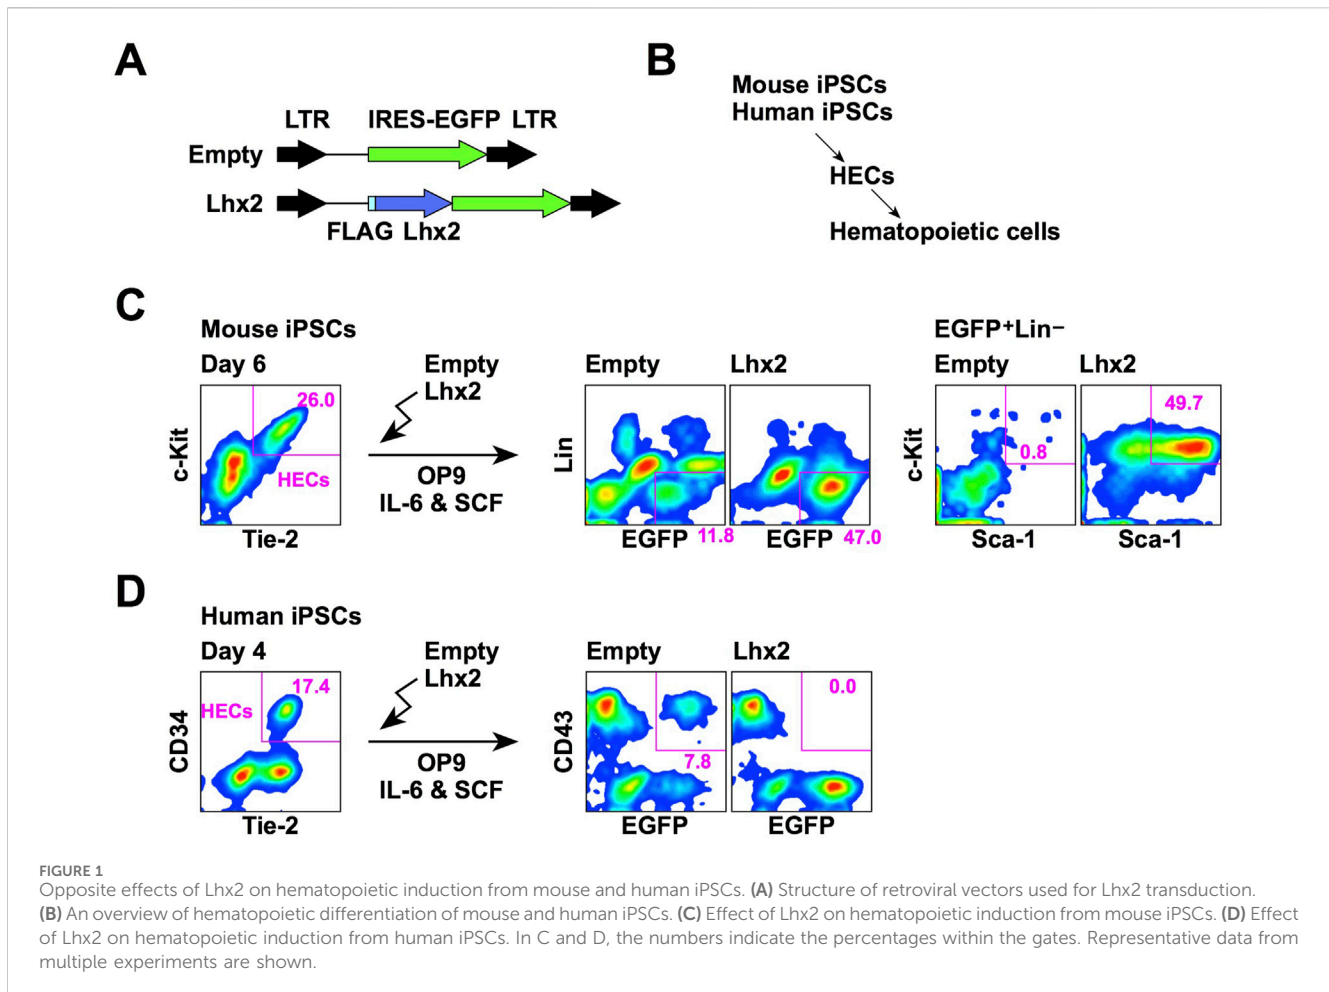 A
LTR IRES-EGFP LTR
Empty
Lhx2
FLAG Lhx2
B
Mouse iPSCs
Human iPSCs
HECs
Hematopoietic cells
C
Mouse iPSCs
Day 6
26.0
HECs
c-Kit
Tie-2
Empty
Lhx2
OP9
IL-6 & SCF
Empty
Lhx2
Lin
EGFP
11.8
EGFP
47.0
EGFP⁺Lin⁻
Empty
Lhx2
c-Kit
0.8
49.7
Sca-1
Sca-1
D
Human iPSCs
Day 4
17.4
HECs
CD34
Tie-2
Empty
Lhx2
OP9
IL-6 & SCF
Empty
Lhx2
CD43
7.8
0.0
EGFP
EGFP
FIGURE 1
Opposite effects of Lhx2 on hematopoietic induction from mouse and human iPSCs. (A) Structure of retroviral vectors used for Lhx2 transduction.
(B) An overview of hematopoietic differentiation of mouse and human iPSCs. (C) Effect of Lhx2 on hematopoietic induction from mouse iPSCs. (D) Effect
of Lhx2 on hematopoietic induction from human iPSCs. In C and D, the numbers indicate the percentages within the gates. Representative data from
multiple experiments are shown.